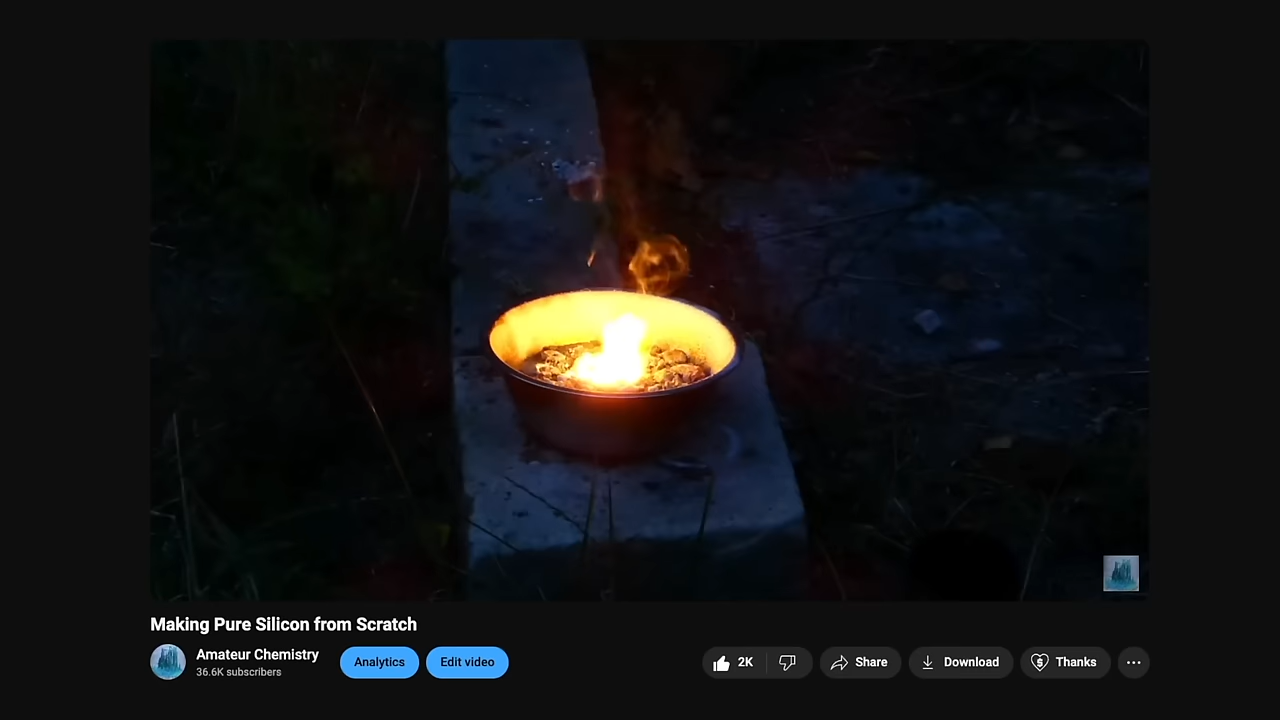 Making Pure Silicon from Scratch
Amateur Chemistry
36.6K subscribers
Analytics
Edit video
2K
Share
Download
Thanks